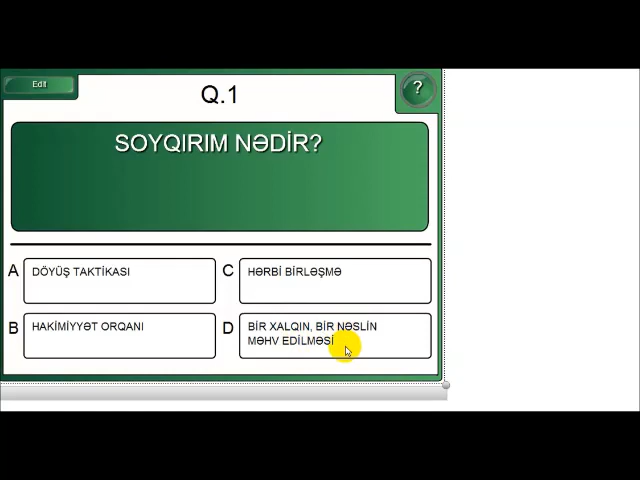 Edit
?
Q.1
SOYQIRIM NƏDİR?
A
DÖYÜŞ TAKTİKASI
C
HƏRBİ BİRLƏŞMƏ
B
HAKİMİYYƏT ORQANI
D
BİR XALQIN, BİR NƏSLİN
MƏHV EDİLMƏSİ